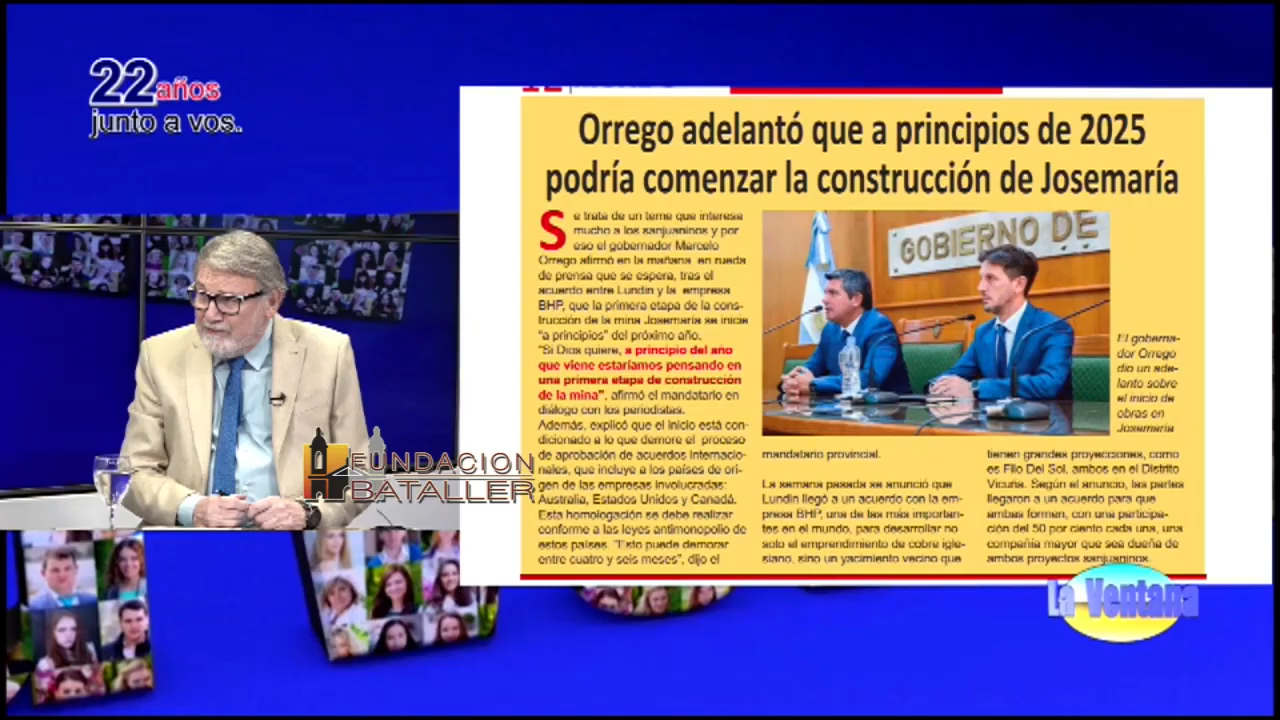 22 años
junto a vos.
Orrego adelantó que a principios de 2025
podría comenzar la construcción de Josemaría
Se trata de un teme que interesa
mucho a los sanjuaninos y por
eso el gobernador Marcelo
Orrego afirmó en la mañana en rueda
de prensa que se espera, tras el
acuerdo entre Lundin y la empresa
BHP, que la primera etapa de la cons-
trucción de la mina Josemaría se inicie
"a principios" del próximo año.
"Si Dios quiere, a principio del año
que viene estaríamos pensando en
una primera etapa de construcción
de la mina", afirmó el mandatario en
diálogo con los periodistas.
Además, explicó que el inicio está con-
dicionado a lo que demore el proceso
de aprobación de acuerdos internacio-
nales, que incluye a los países de ori-
gen de las empresas involucradas:
Australia, Estados Unidos y Canadá.
Esta homologación se debe realizar
conforme a las leyes antimonopolio de
estos países. "Esto puede demorar
entre cuatro y seis meses", dijo el
GOBIERNO DE
El goberna-
dor Orrego
dio un ade-
lanto sobre
el inicio de
obras en
Josemaría
mandatario provincial.
La semana pasada se anunció que
Lundin llegó a un acuerdo con la em-
presa BHP, una de las más importan-
tes en el mundo, para desarrollar no
solo el emprendimiento de cobre igle-
siano, sino un yacimiento vecino que
tienen grandes proyecciones, como
es Filo Del Sol, ambos en el Distrito
Vicuña. Según el anuncio, las partes
llegaron a un acuerdo para que
ambas formen, con una participa-
ción del 50 por ciento cada una, una
compañía mayor que sea dueña de
ambos proyectos sanjuaninos.
FUNDACION
BATALLER
La Ventana